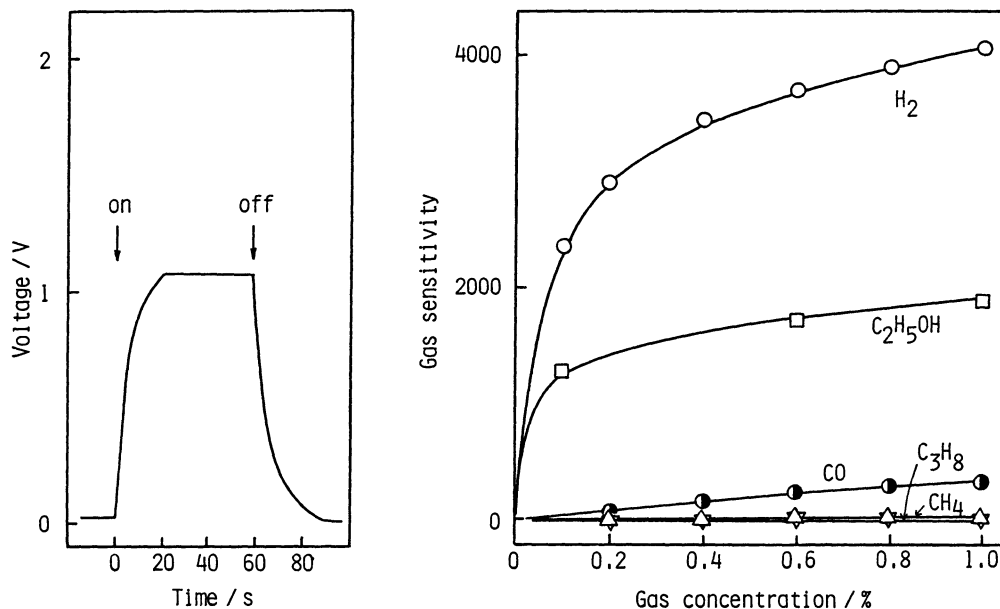 2
1
0
Voltage / V
on
off
0 20 40 60 80
Time / s
4000
2000
0
Gas sensitivity
H2
C2H5OH
CO
C3H8
CH4
0 0.2 0.4 0.6 0.8 1.0
Gas concentration / %